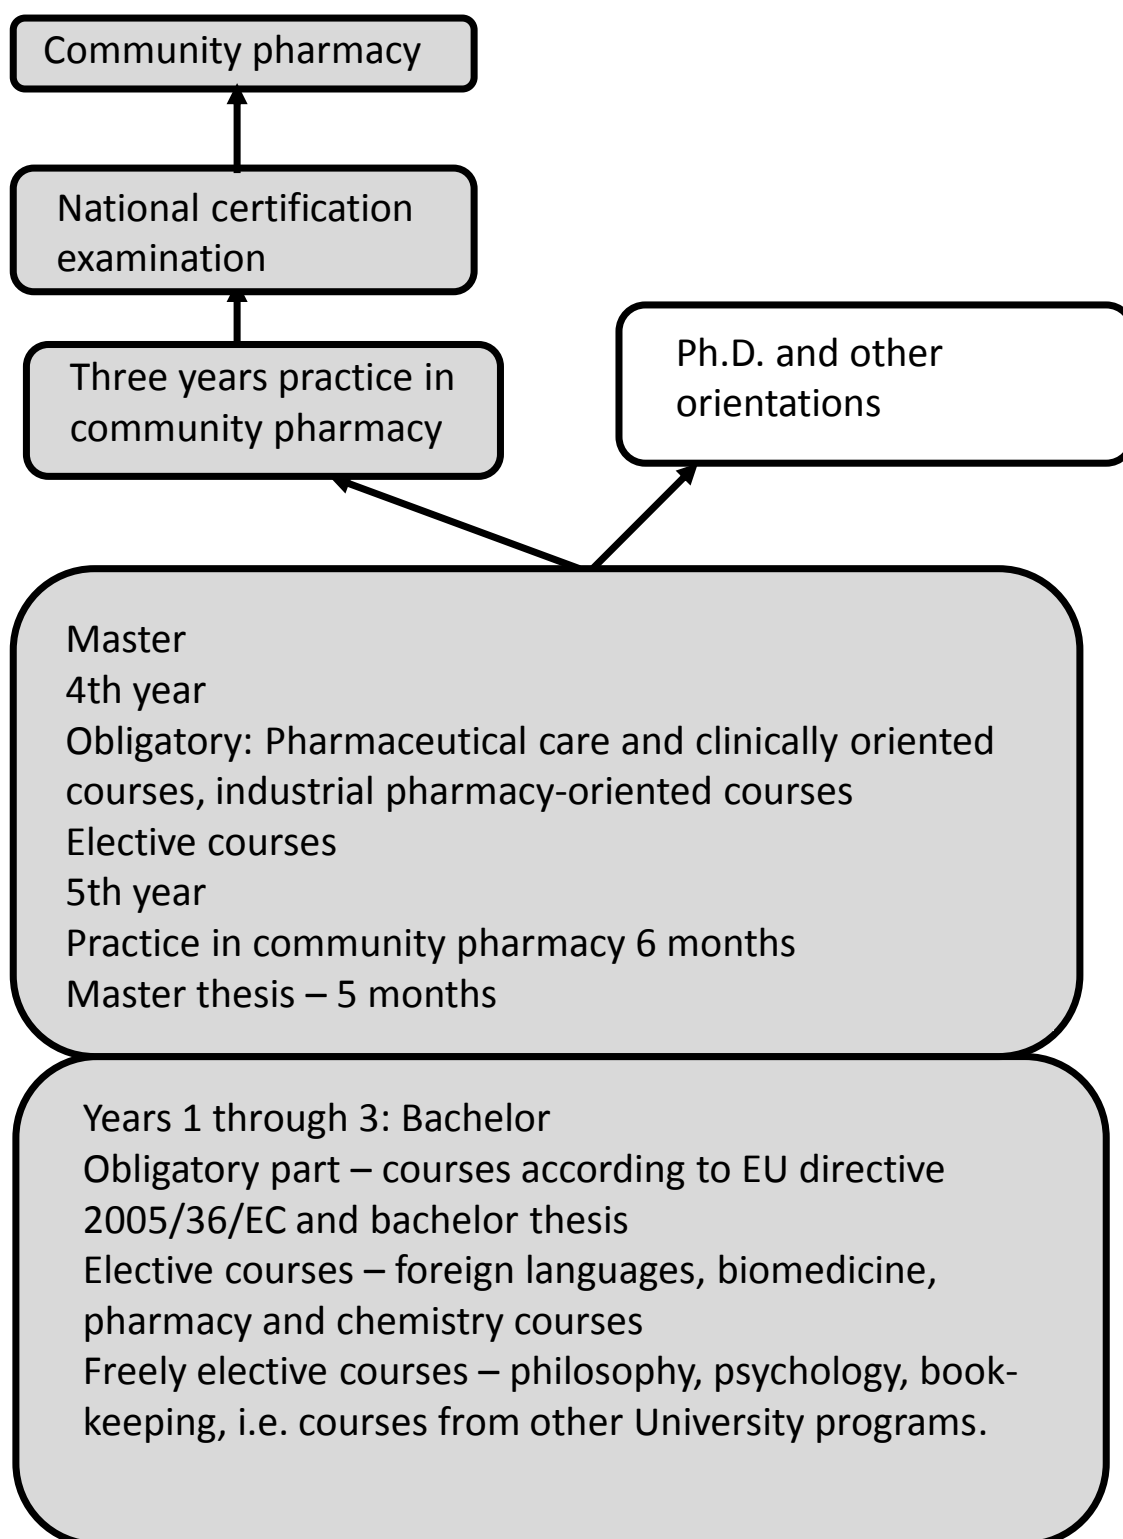 Community pharmacy
National certification
examination
Three years practice in
community pharmacy
Ph.D. and other
orientations
Master
4th year
Obligatory: Pharmaceutical care and clinically oriented
courses, industrial pharmacy-oriented courses
Elective courses
5th year
Practice in community pharmacy 6 months
Master thesis – 5 months
Years 1 through 3: Bachelor
Obligatory part – courses according to EU directive
2005/36/EC and bachelor thesis
Elective courses – foreign languages, biomedicine,
pharmacy and chemistry courses
Freely elective courses – philosophy, psychology, book-
keeping, i.e. courses from other University programs.